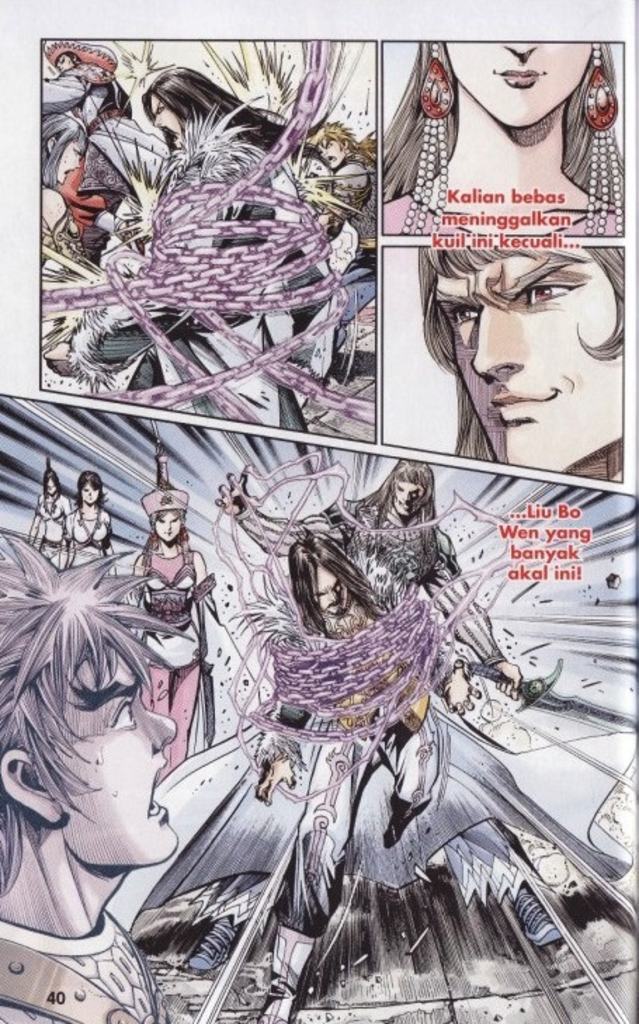 Kalian bebas
meninggalkan
kuil ini kecuali...
...Liu Bo
Wen yang
banyak
akal ini!
40